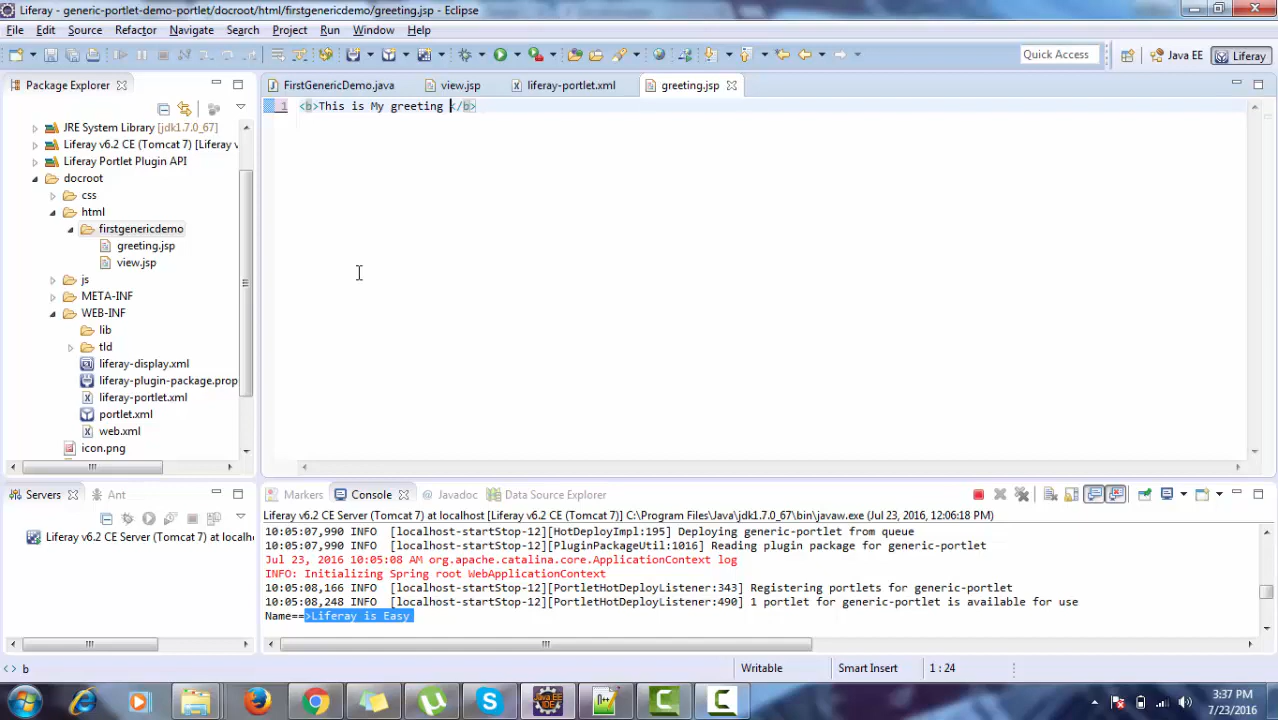 Liferay - generic-portlet-demo-portlet/docroot/html/firstgenericdemo/greeting.jsp - Eclipse
File Edit Source Refactor Navigate Search Project Run Window Help
Quick Access
Java EE
Liferay
Package Explorer
JRE System Library [jdk1.7.0_67]
Liferay v6.2 CE (Tomcat 7) [Liferay v
Liferay Portlet Plugin API
docroot
css
html
firstgenericdemo
greeting.jsp
view.jsp
js
META-INF
WEB-INF
lib
tld
liferay-display.xml
liferay-plugin-package.prop
liferay-portlet.xml
portlet.xml
web.xml
icon.png
FirstGenericDemo.java view.jsp liferay-portlet.xml greeting.jsp
1 <b>This is My greeting </b>
Servers Ant
Liferay v6.2 CE Server (Tomcat 7) at localh
Markers Console Javadoc Data Source Explorer
Liferay v6.2 CE Server (Tomcat 7) at localhost [Liferay v6.2 CE Server (Tomcat 7)] C:\Program Files\Java\jdk1.7.0_67\bin\javaw.exe (Jul 23, 2016, 12:06:18 PM)
10:05:07,990 INFO [localhost-startStop-12][HotDeployImpl:195] Deploying generic-portlet from queue
10:05:07,990 INFO [localhost-startStop-12][PluginPackageUtil:1016] Reading plugin package for generic-portlet
Jul 23, 2016 10:05:08 AM org.apache.catalina.core.ApplicationContext log
INFO: Initializing Spring root WebApplicationContext
10:05:08,166 INFO [localhost-startStop-12][PortletHotDeployListener:343] Registering portlets for generic-portlet
10:05:08,248 INFO [localhost-startStop-12][PortletHotDeployListener:490] 1 portlet for generic-portlet is available for use
Name==>Liferay is Easy
<> b
Writable
Smart Insert
1 : 24
3:37 PM
7/23/2016